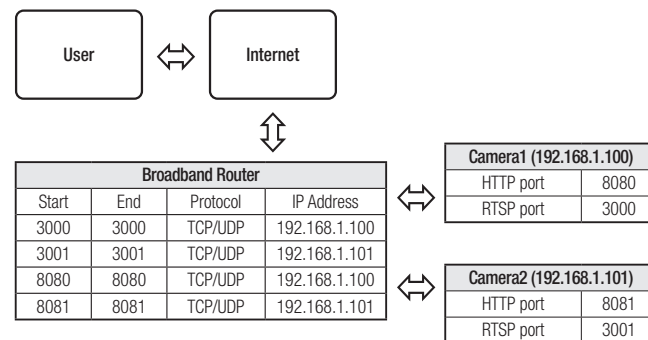 User
Internet
Broadband Router
Start End Protocol IP Address
3000 3000 TCP/UDP 192.168.1.100
3001 3001 TCP/UDP 192.168.1.101
8080 8080 TCP/UDP 192.168.1.100
8081 8081 TCP/UDP 192.168.1.101
Camera1 (192.168.1.100)
HTTP port 8080
RTSP port 3000
Camera2 (192.168.1.101)
HTTP port 8081
RTSP port 3001